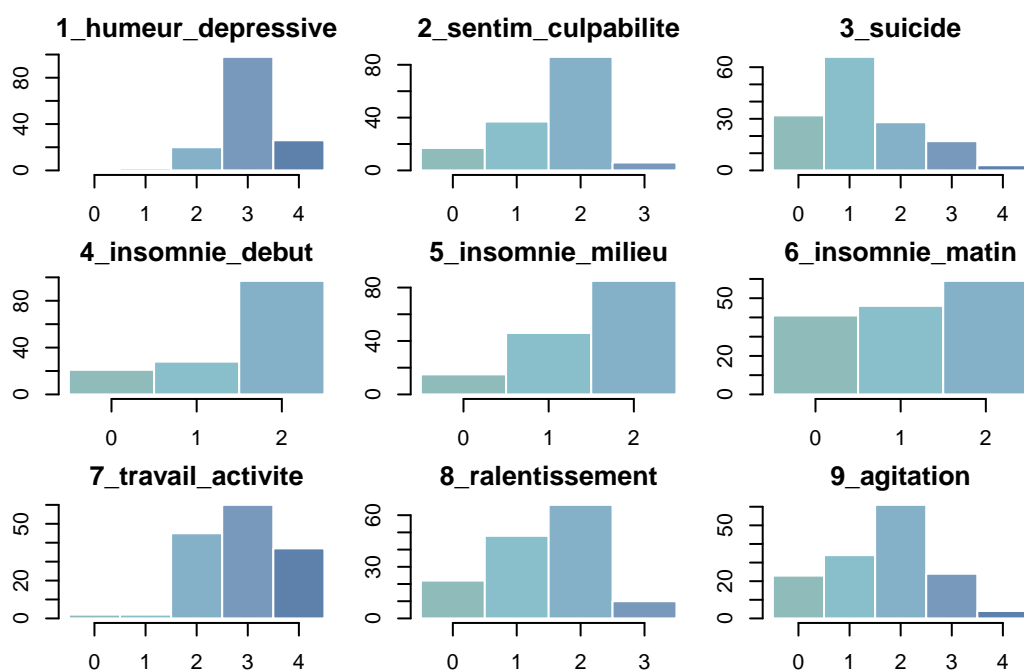 1_humeur_depressive
0 40 80
0 1 2 3 4
2_sentim_culpabilite
0 40 80
0 1 2 3
3_suicide
0 30 60
0 1 2 3 4
4_insomnie_debut
0 40 80
0 1 2
5_insomnie_milieu
0 40 80
0 1 2
6_insomnie_matin
0 20 50
0 1 2
7_travail_activite
0 20 50
0 1 2 3 4
8_ralentissement
0 30 60
0 1 2 3
9_agitation
0 20 50
0 1 2 3 4